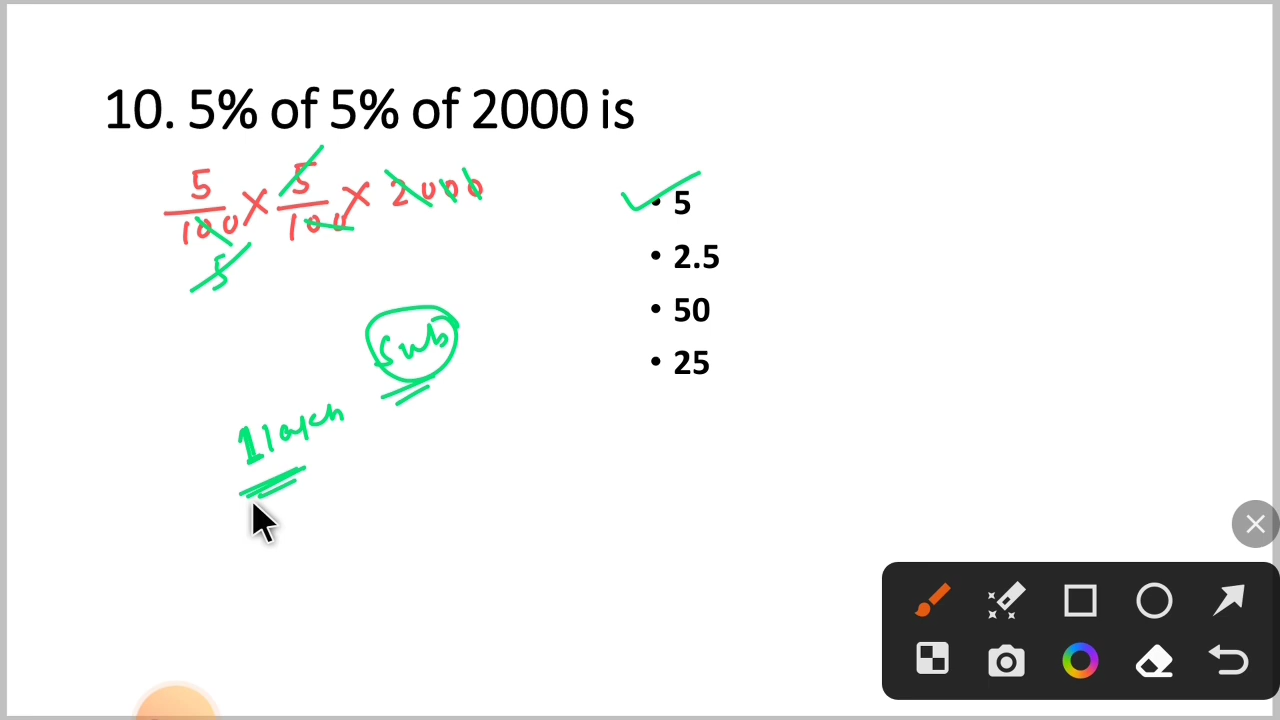 10. 5% of 5% of 2000 is
5/100 × 5/100 × 2000
5
• 5
• 2.5
• 50
• 25
Sub
1 lakh